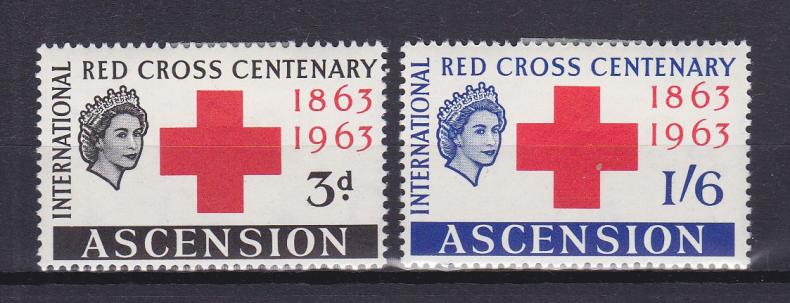 INTERNATIONAL
RED CROSS CENTENARY
1863
1963
3d
ASCENSION
INTERNATIONAL
RED CROSS CENTENARY
1863
1963
1/6
ASCENSION